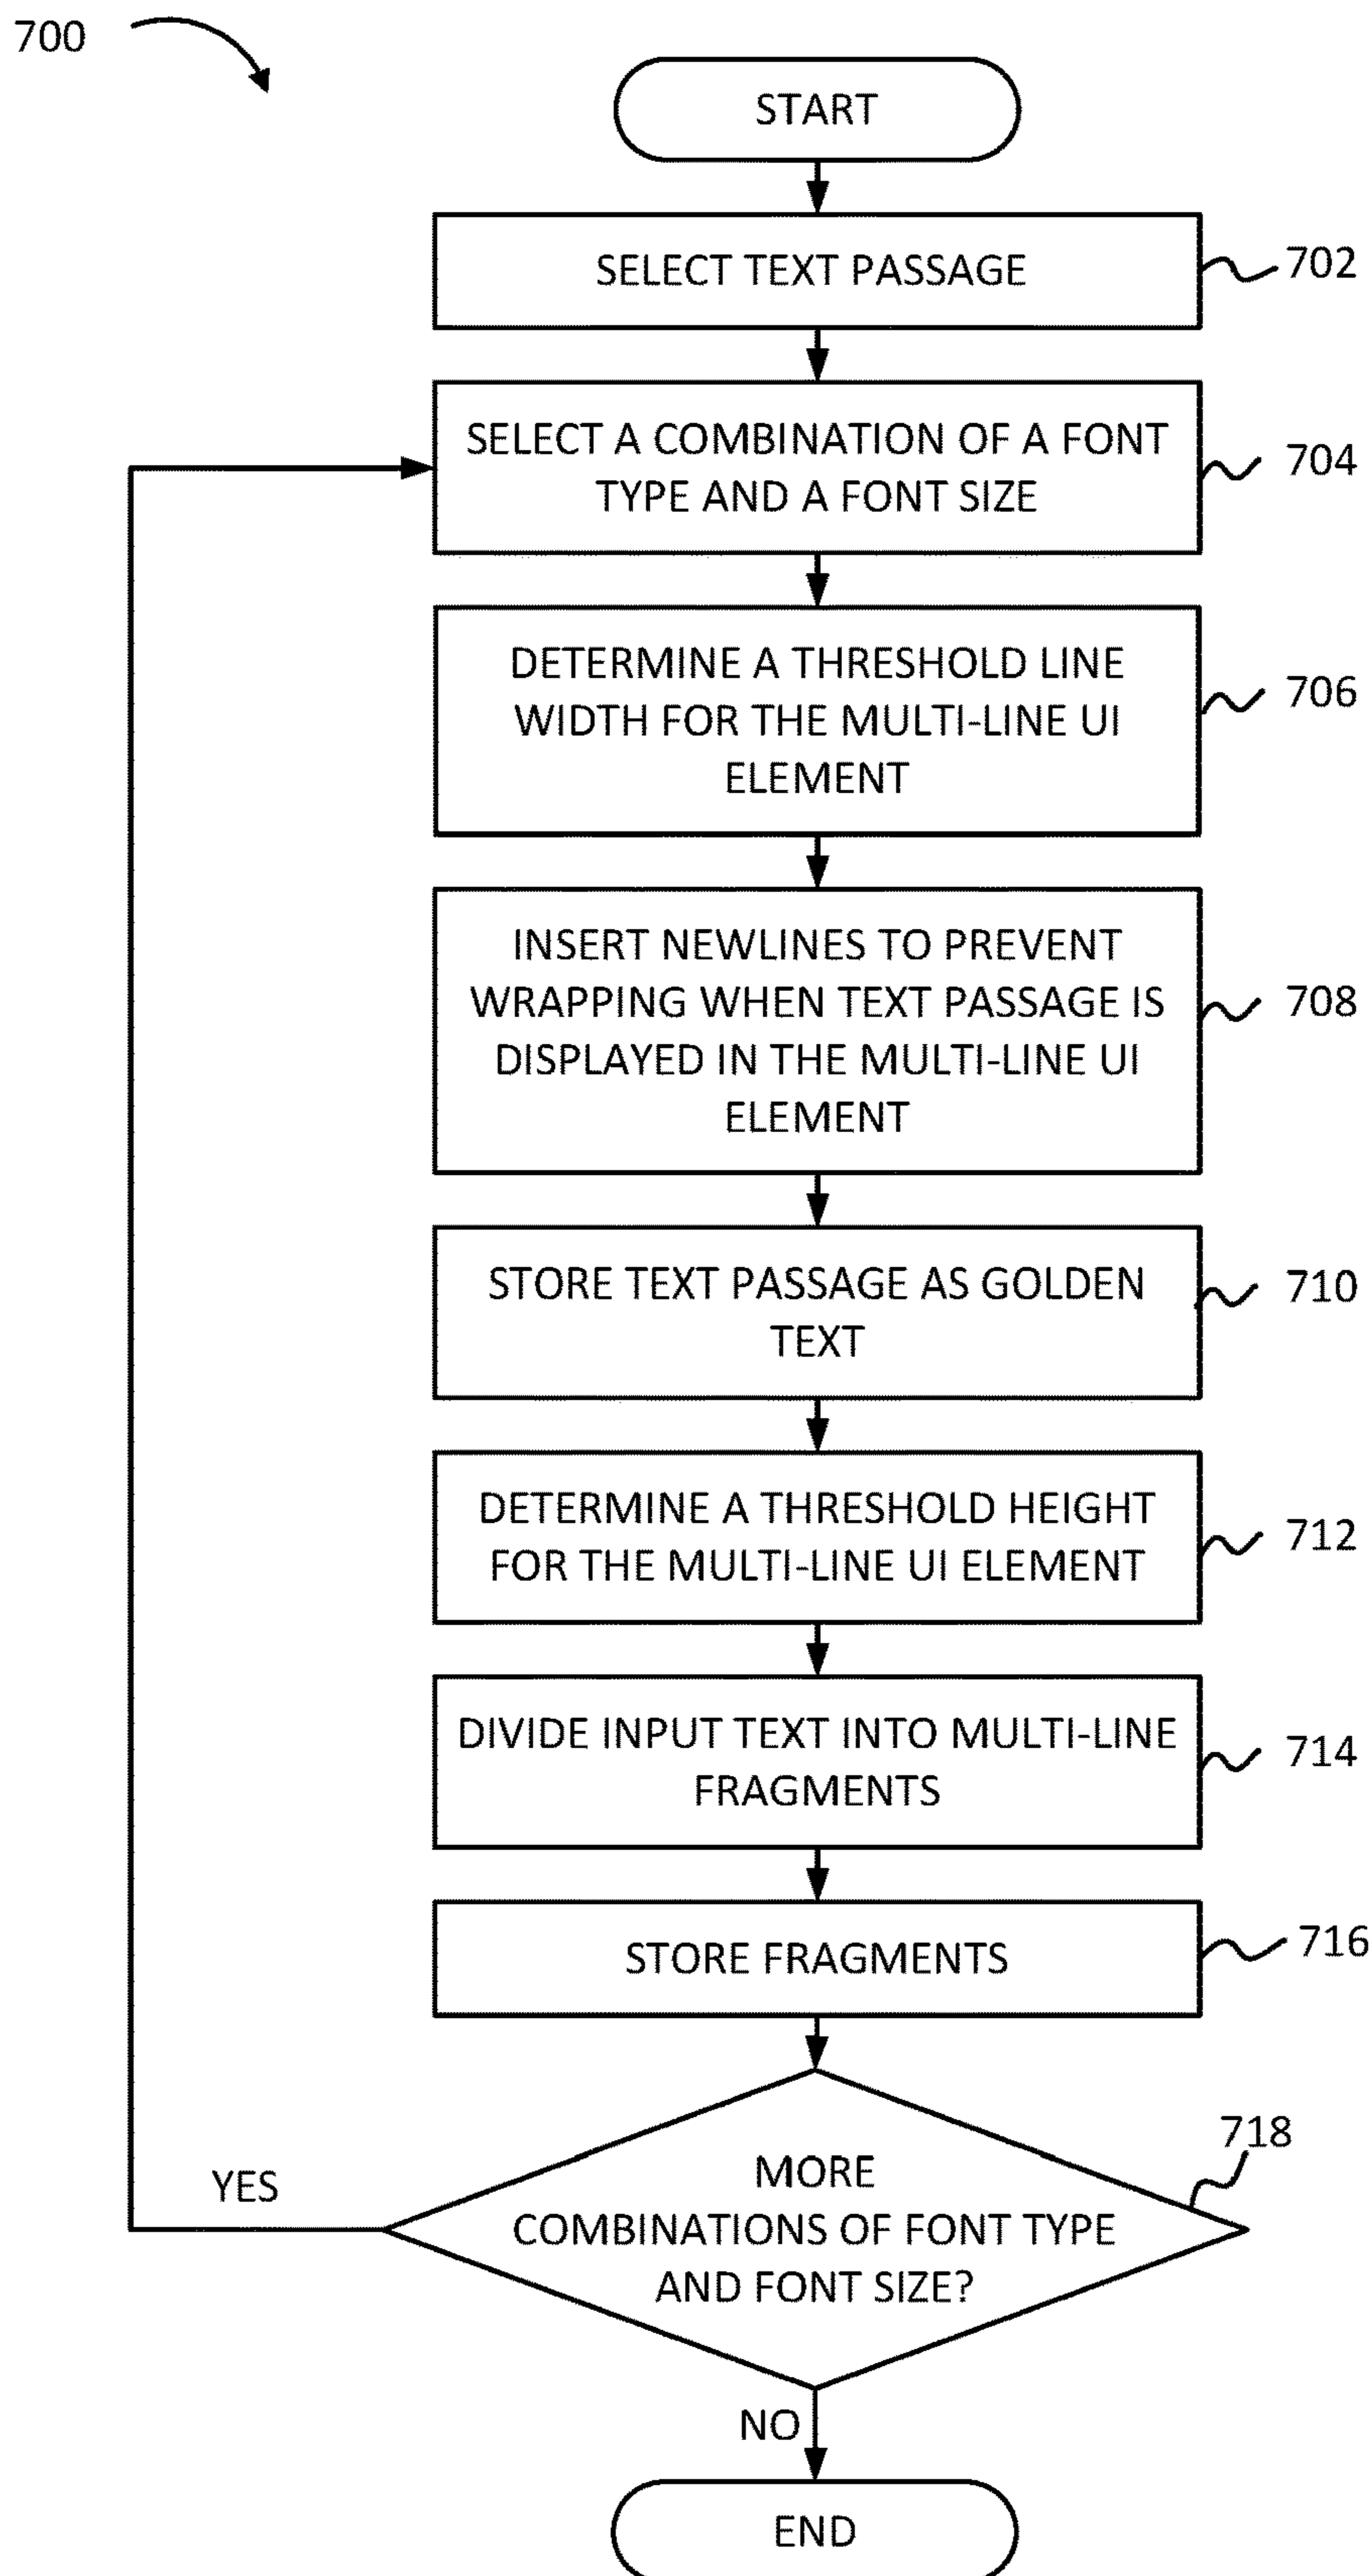 700
START
SELECT TEXT PASSAGE
702
SELECT A COMBINATION OF A FONT
TYPE AND A FONT SIZE
704
DETERMINE A THRESHOLD LINE
WIDTH FOR THE MULTI-LINE UI
ELEMENT
706
INSERT NEWLINES TO PREVENT
WRAPPING WHEN TEXT PASSAGE IS
DISPLAYED IN THE MULTI-LINE UI
ELEMENT
708
STORE TEXT PASSAGE AS GOLDEN
TEXT
710
DETERMINE A THRESHOLD HEIGHT
FOR THE MULTI-LINE UI ELEMENT
712
DIVIDE INPUT TEXT INTO MULTI-LINE
FRAGMENTS
714
STORE FRAGMENTS
716
718
MORE
COMBINATIONS OF FONT TYPE
AND FONT SIZE?
YES
NO
END